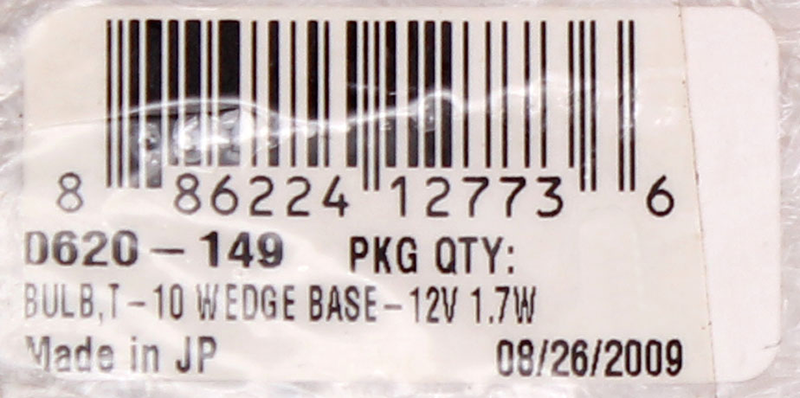 8 86224 12773 6
0620-149 PKG QTY:
BULB,T-10 WEDGE BASE-12V 1.7W
Made in JP 08/26/2009